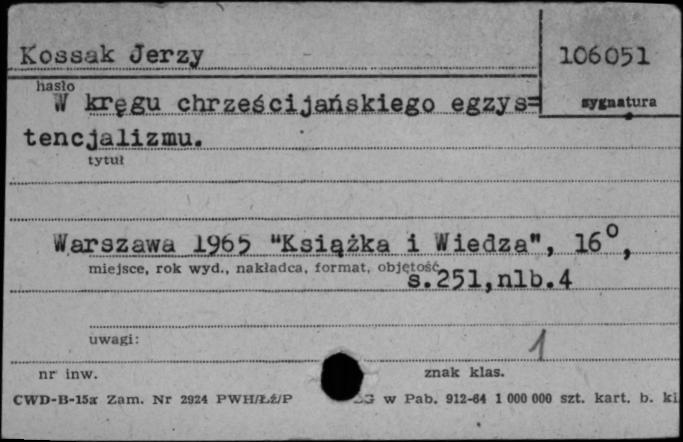 Kossak Jerzy
106051
hasło
sygnatura
W kręgu chrześcijańskiego egzys=
tencjalizmu.
tytuł
Warszawa 1965 "Książka i Wiedza", 16°,
miejsce, rok wyd., nakładca, format, objętość
s.251,nlb.4
uwagi:
1
nr inw.
znak klas.
CWD-B-15a Zam. Nr 2924 PWH/Łź/P
w Pab. 912-64 1 000 000 szt. kart. b. kl